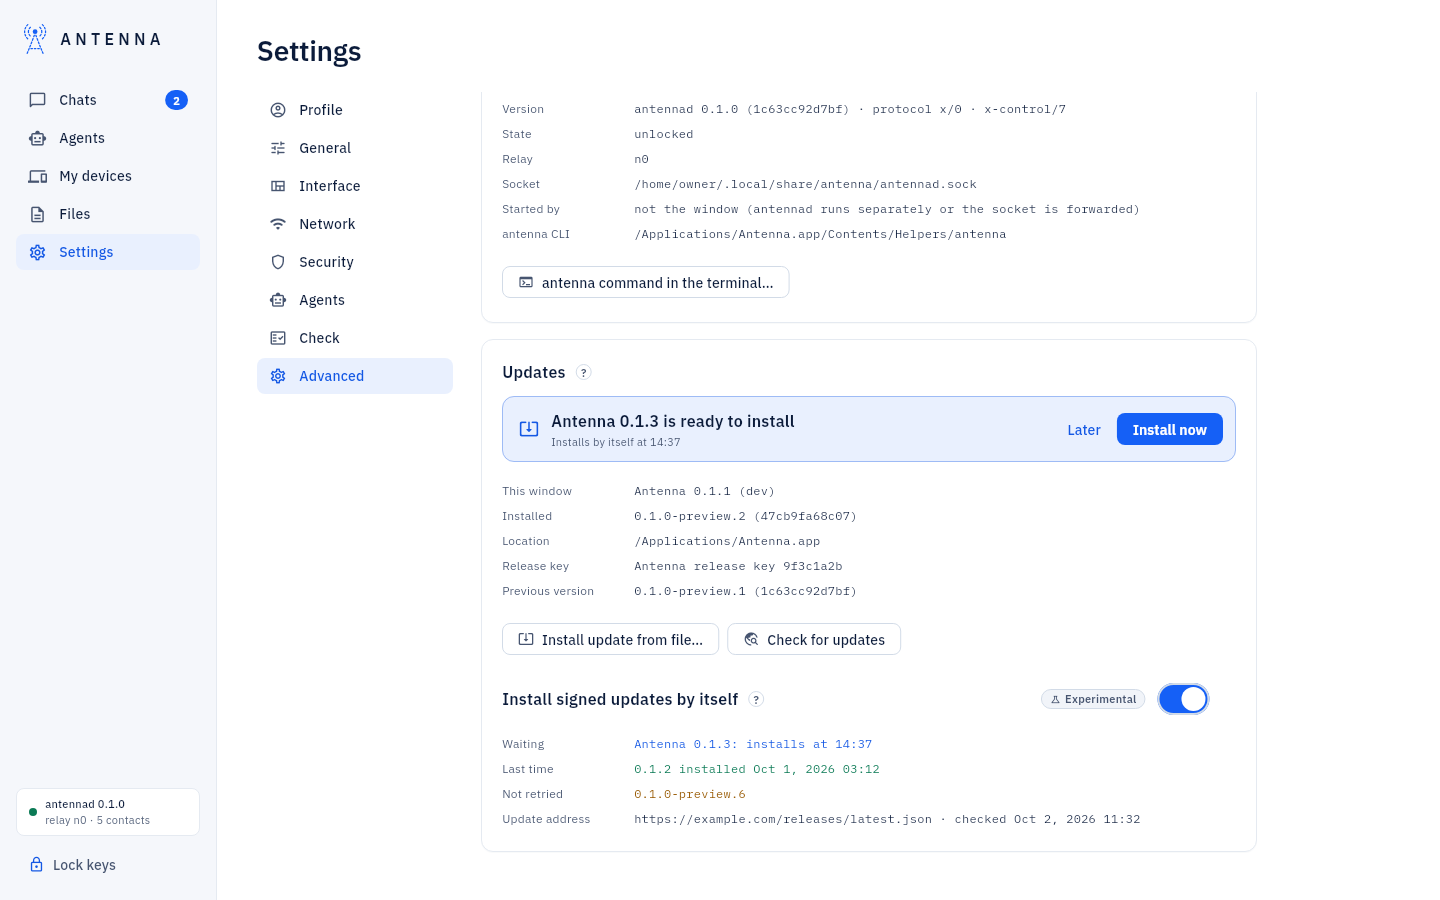 ANTENNA
Chats 2
Agents
My devices
Files
Settings
antennad 0.1.0
relay n0 · 5 contacts
Lock keys
Settings
Profile
General
Interface
Network
Security
Agents
Check
Advanced
Version antennad 0.1.0 (1c63cc92d7bf) · protocol x/0 · x-control/7
State unlocked
Relay n0
Socket /home/owner/.local/share/antenna/antennad.sock
Started by not the window (antennad runs separately or the socket is forwarded)
antenna CLI /Applications/Antenna.app/Contents/Helpers/antenna
antenna command in the terminal...
Updates ?
Antenna 0.1.3 is ready to install
Installs by itself at 14:37
Later Install now
This window Antenna 0.1.1 (dev)
Installed 0.1.0-preview.2 (47cb9fa68c07)
Location /Applications/Antenna.app
Release key Antenna release key 9f3c1a2b
Previous version 0.1.0-preview.1 (1c63cc92d7bf)
Install update from file... Check for updates
Install signed updates by itself ? Experimental
Waiting Antenna 0.1.3: installs at 14:37
Last time 0.1.2 installed Oct 1, 2026 03:12
Not retried 0.1.0-preview.6
Update address https://example.com/releases/latest.json · checked Oct 2, 2026 11:32